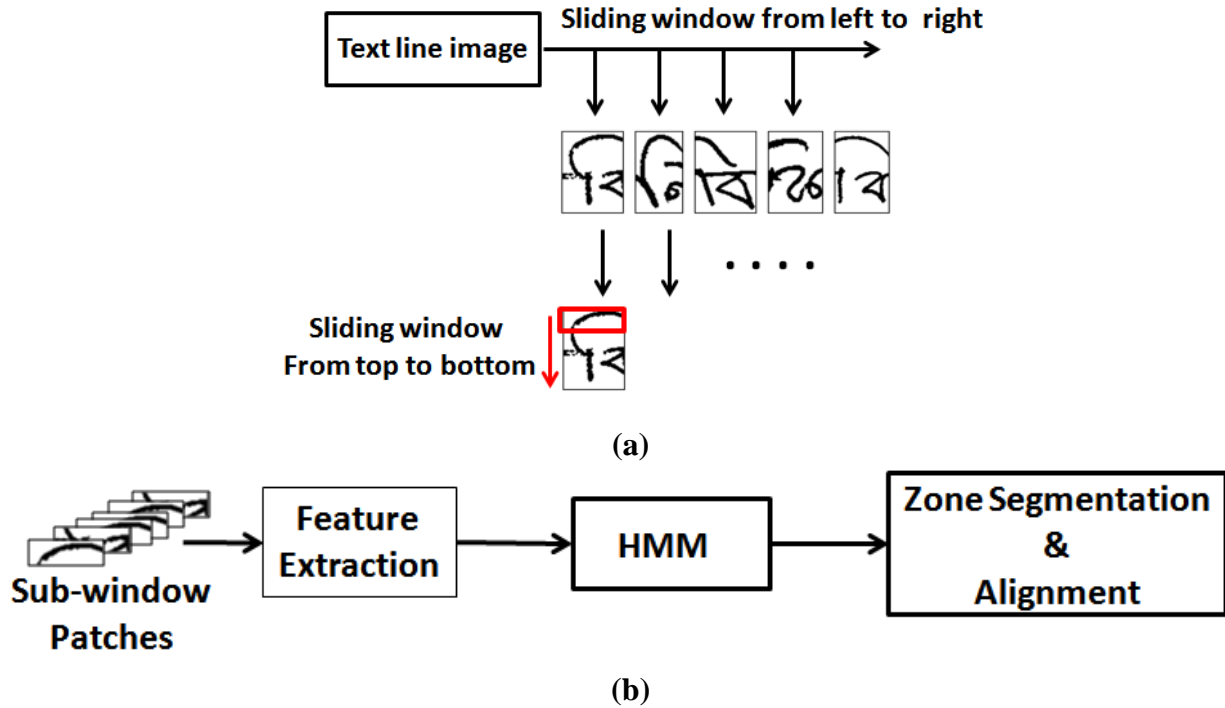 Sliding window from left to right
Text line image
. . . .
Sliding window
From top to bottom
(a)
Sub-window
Patches
Feature
Extraction
HMM
Zone Segmentation
&
Alignment
(b)